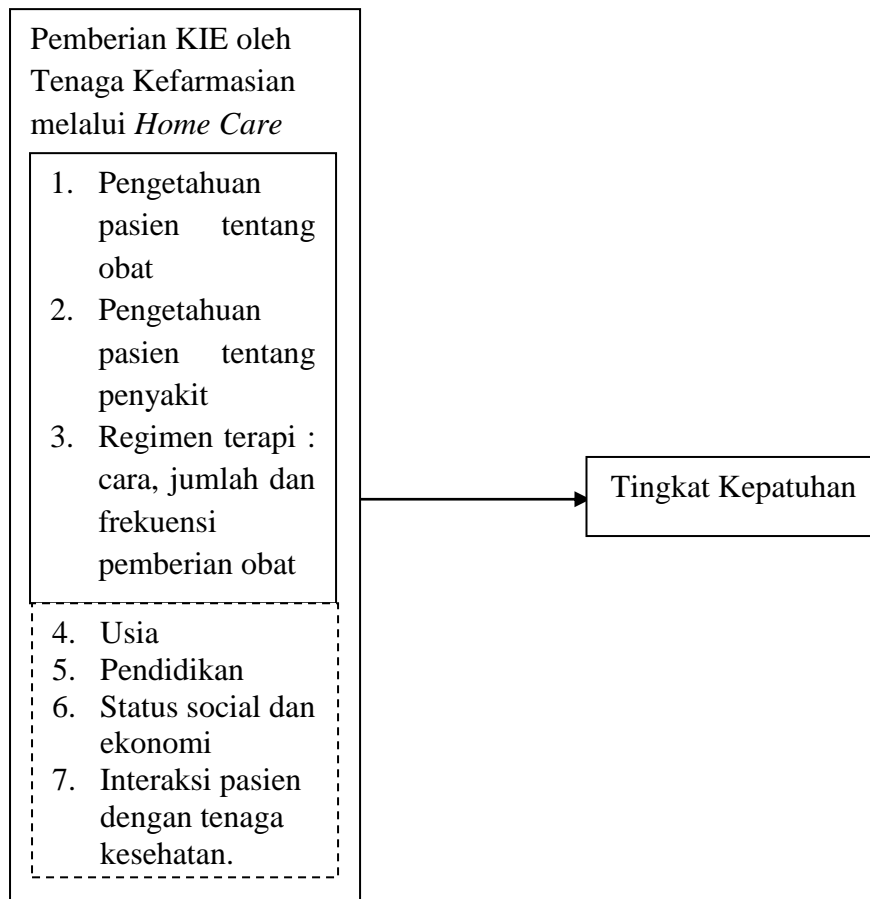 Pemberian KIE oleh
Tenaga Kefarmasian
melalui Home Care
1. Pengetahuan
pasien tentang
obat
2. Pengetahuan
pasien tentang
penyakit
3. Regimen terapi :
cara, jumlah dan
frekuensi
pemberian obat
4. Usia
5. Pendidikan
6. Status social dan
ekonomi
7. Interaksi pasien
dengan tenaga
kesehatan.
Tingkat Kepatuhan